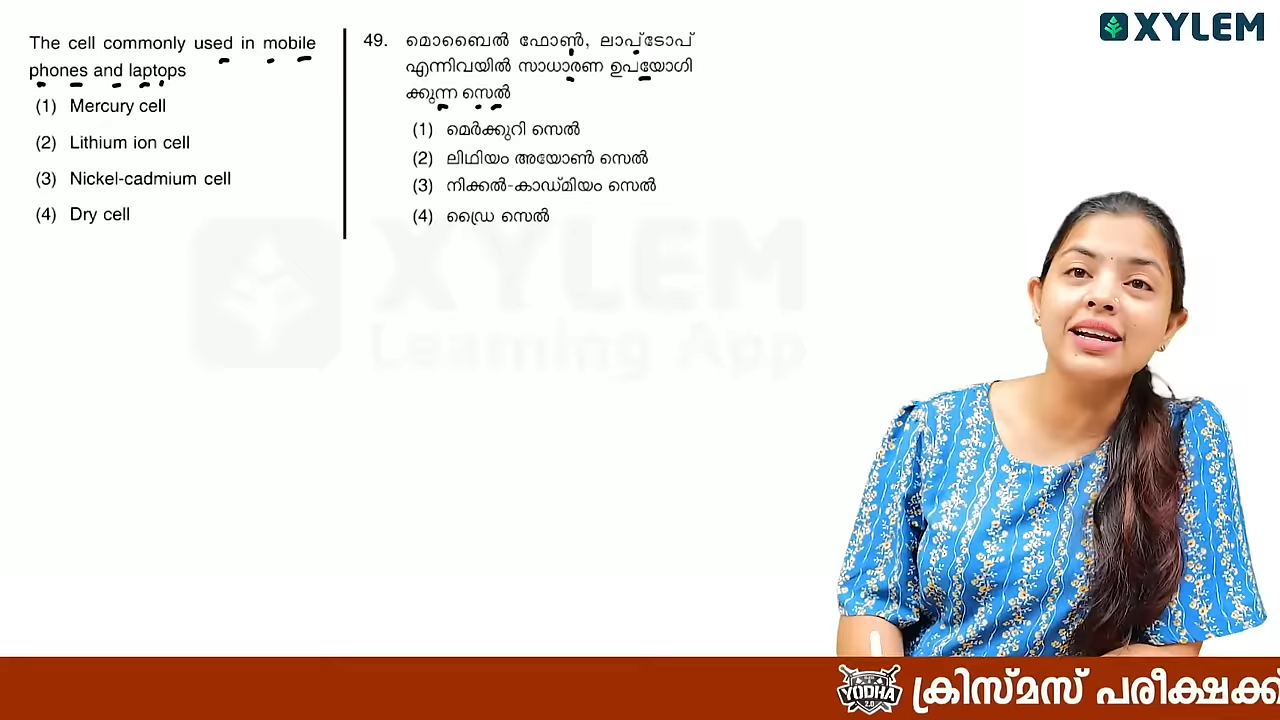 The cell commonly used in mobile
phones and laptops
(1) Mercury cell
(2) Lithium ion cell
(3) Nickel-cadmium cell
(4) Dry cell
49. മൊബൈൽ ഫോൺ, ലാപ്ടോപ്
എന്നിവയിൽ സാധാരണ ഉപയോഗി
ക്കുന്ന സെൽ
(1) മെർക്കുറി സെൽ
(2) ലിഥിയം അയോൺ സെൽ
(3) നിക്കൽ-കാഡ്മിയം സെൽ
(4) ഡ്രൈ സെൽ
XYLEM
XYLEM
Learning App
YODHA
2.0
ക്രിസ്മസ് പരീക്ഷക്ക്